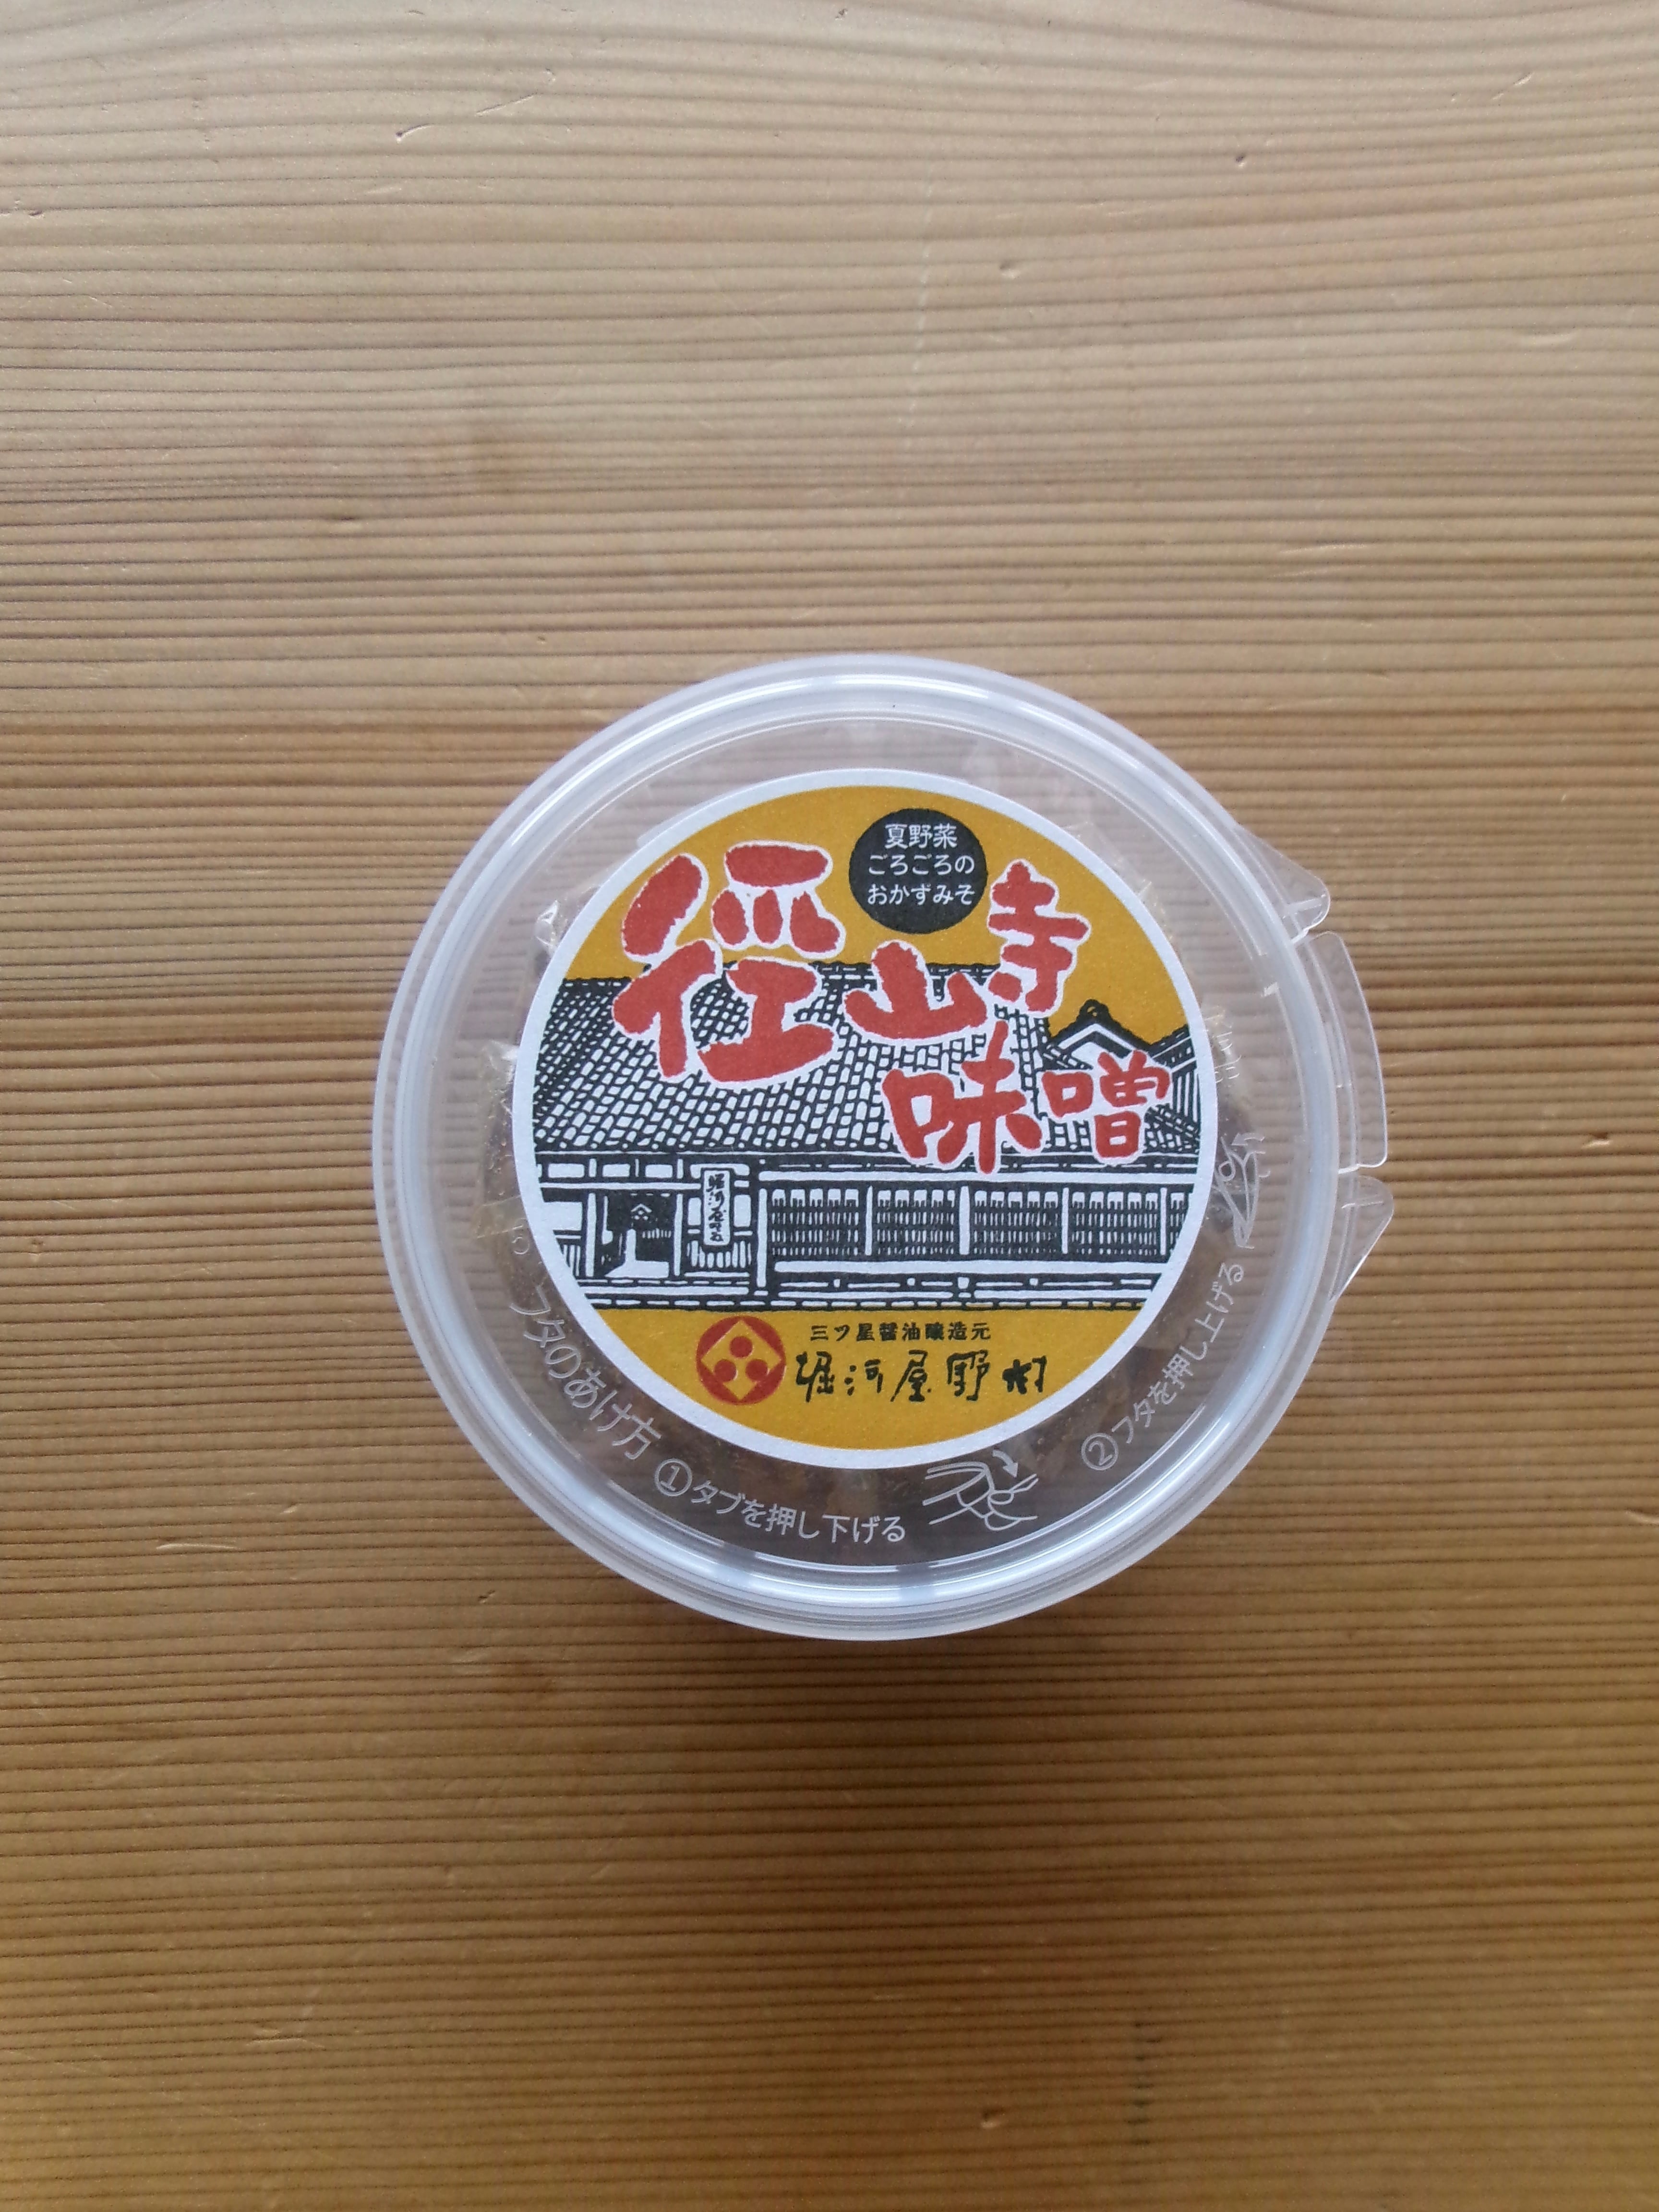 夏野菜
ごろごろの
おかずみそ
径山寺
味噌
三ツ星醤油醸造元
堀河屋野村
フタのあけ方
①タブを押し下げる
②フタを押し上げる